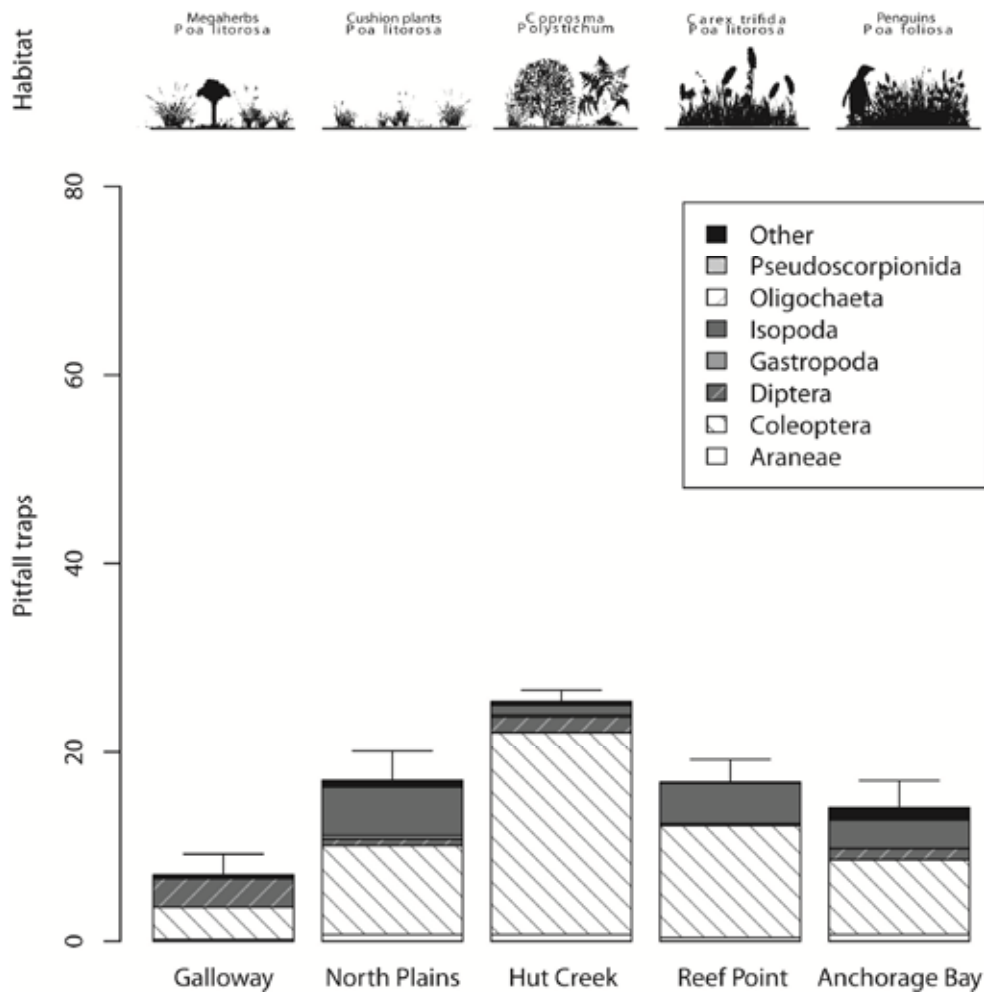 Habitat
Megaherbs
Poa litorosa
Cushion plants
Poa litorosa
Coprosma
Polystichum
Carex trifida
Poa litorosa
Penguins
Poa foliosa
Pitfall traps
80
60
40
20
0
Other
Pseudoscorpionida
Oligochaeta
Isopoda
Gastropoda
Diptera
Coleoptera
Araneae
Galloway
North Plains
Hut Creek
Reef Point
Anchorage Bay